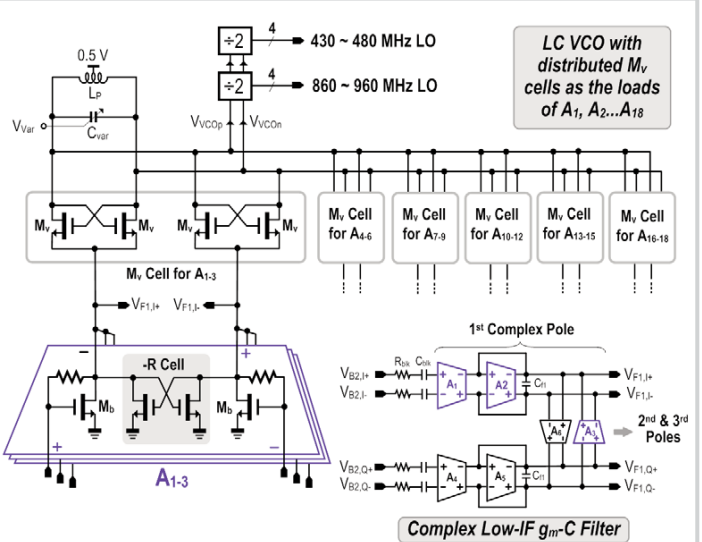 4
÷2
430 ~ 480 MHz LO
4
÷2
860 ~ 960 MHz LO
LC VCO with
distributed Mv
cells as the loads
of A1, A2...A18
0.5 V
LP
VVar
Cvar
VVCOp
VVCOn
Mv
Mv
Mv
Mv
Mv Cell for A1-3
Mv Cell
for A4-6
Mv Cell
for A7-9
Mv Cell
for A10-12
Mv Cell
for A13-15
Mv Cell
for A16-18
VF1,I+
VF1,I-
−
+
-R Cell
Mb
Mb
+
−
A1-3
1st Complex Pole
Rblk
Cblk
VB2,I+
VB2,I-
+
−
−
+
A1
+
−
−
+
A2
Cf1
VF1,I+
VF1,I-
A6
A3
2nd & 3rd
Poles
VB2,Q+
VB2,Q-
+
−
−
+
A4
+
−
−
+
A5
Cf1
VF1,Q+
VF1,Q-
Complex Low-IF gm-C Filter